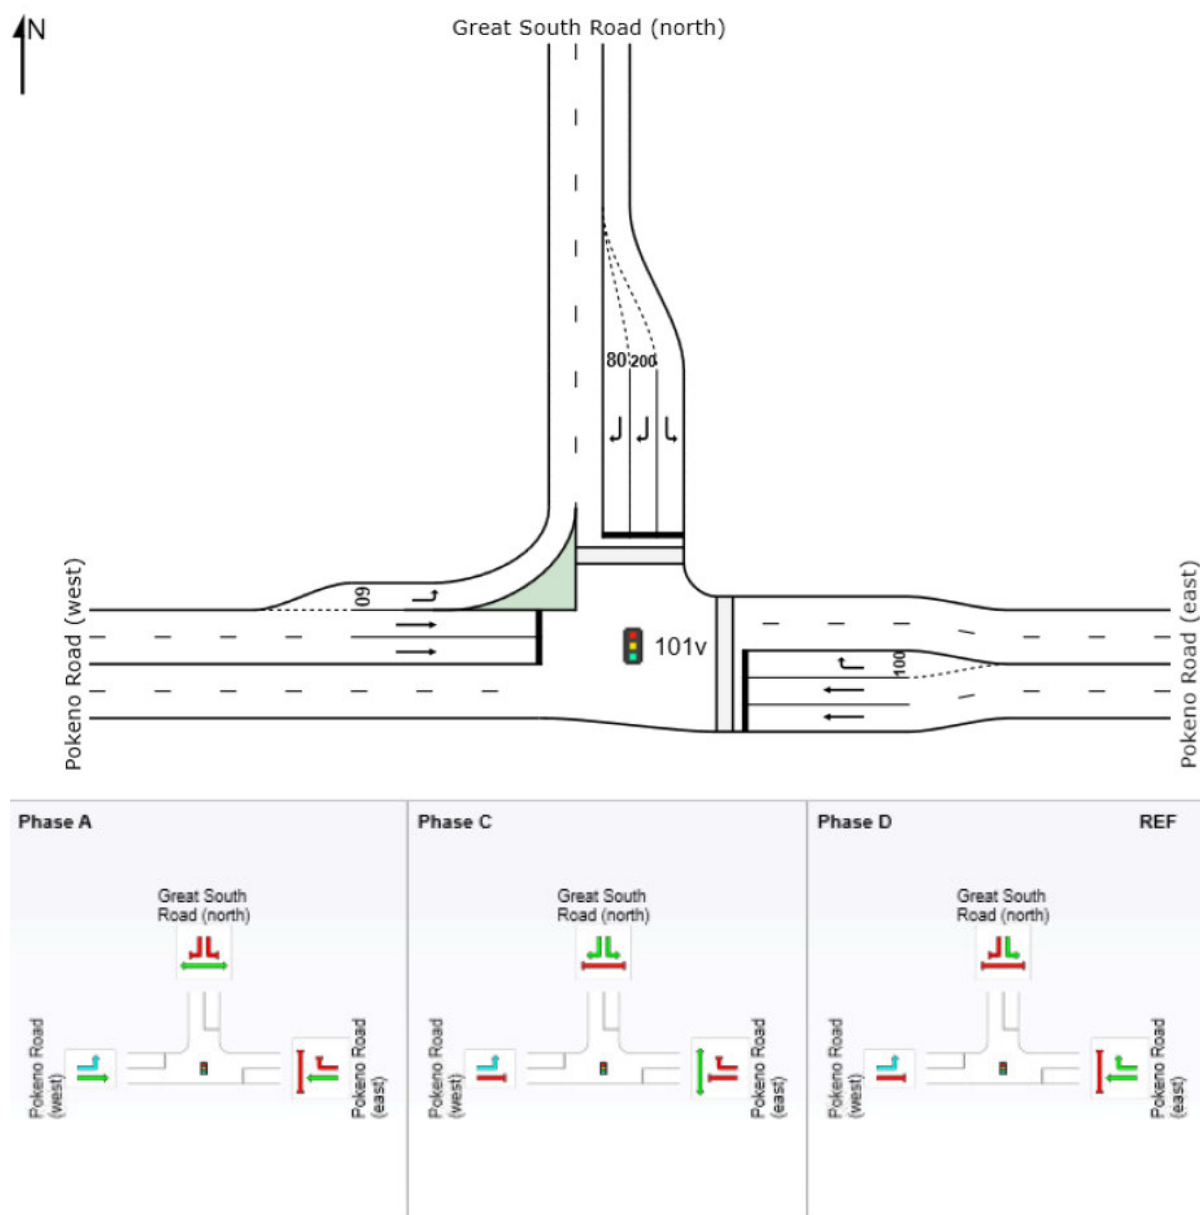 N
Great South Road (north)
80 200
Pokeno Road (west)
60
101v
100
Pokeno Road (east)
Phase A
Great South
Road (north)
Pokeno Road
(west)
Pokeno Road
(east)
Phase C
Great South
Road (north)
Pokeno Road
(west)
Pokeno Road
(east)
Phase D
REF
Great South
Road (north)
Pokeno Road
(west)
Pokeno Road
(east)